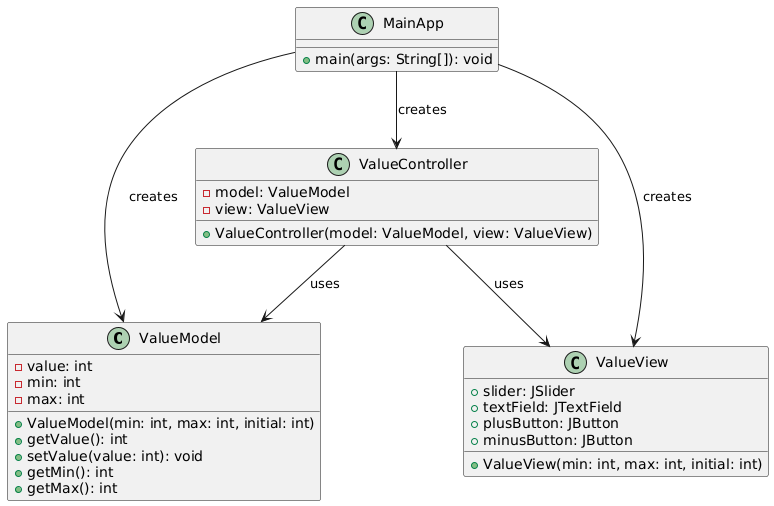 C MainApp
main(args: String[]): void
creates
creates
creates
C ValueController
model: ValueModel
view: ValueView
ValueController(model: ValueModel, view: ValueView)
uses
uses
C ValueModel
value: int
min: int
max: int
ValueModel(min: int, max: int, initial: int)
getValue(): int
setValue(value: int): void
getMin(): int
getMax(): int
C ValueView
slider: JSlider
textField: JTextField
plusButton: JButton
minusButton: JButton
ValueView(min: int, max: int, initial: int)